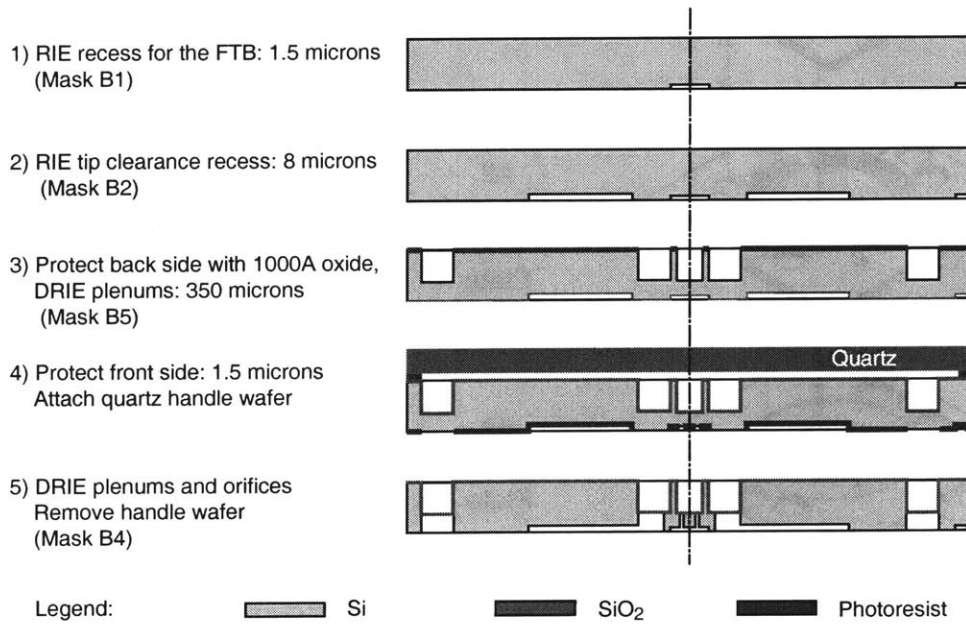 1) RIE recess for the FTB: 1.5 microns
(Mask B1)
2) RIE tip clearance recess: 8 microns
(Mask B2)
3) Protect back side with 1000A oxide,
DRIE plenums: 350 microns
(Mask B5)
Quartz
4) Protect front side: 1.5 microns
Attach quartz handle wafer
5) DRIE plenums and orifices
Remove handle wafer
(Mask B4)
Legend: Si SiO₂ Photoresist